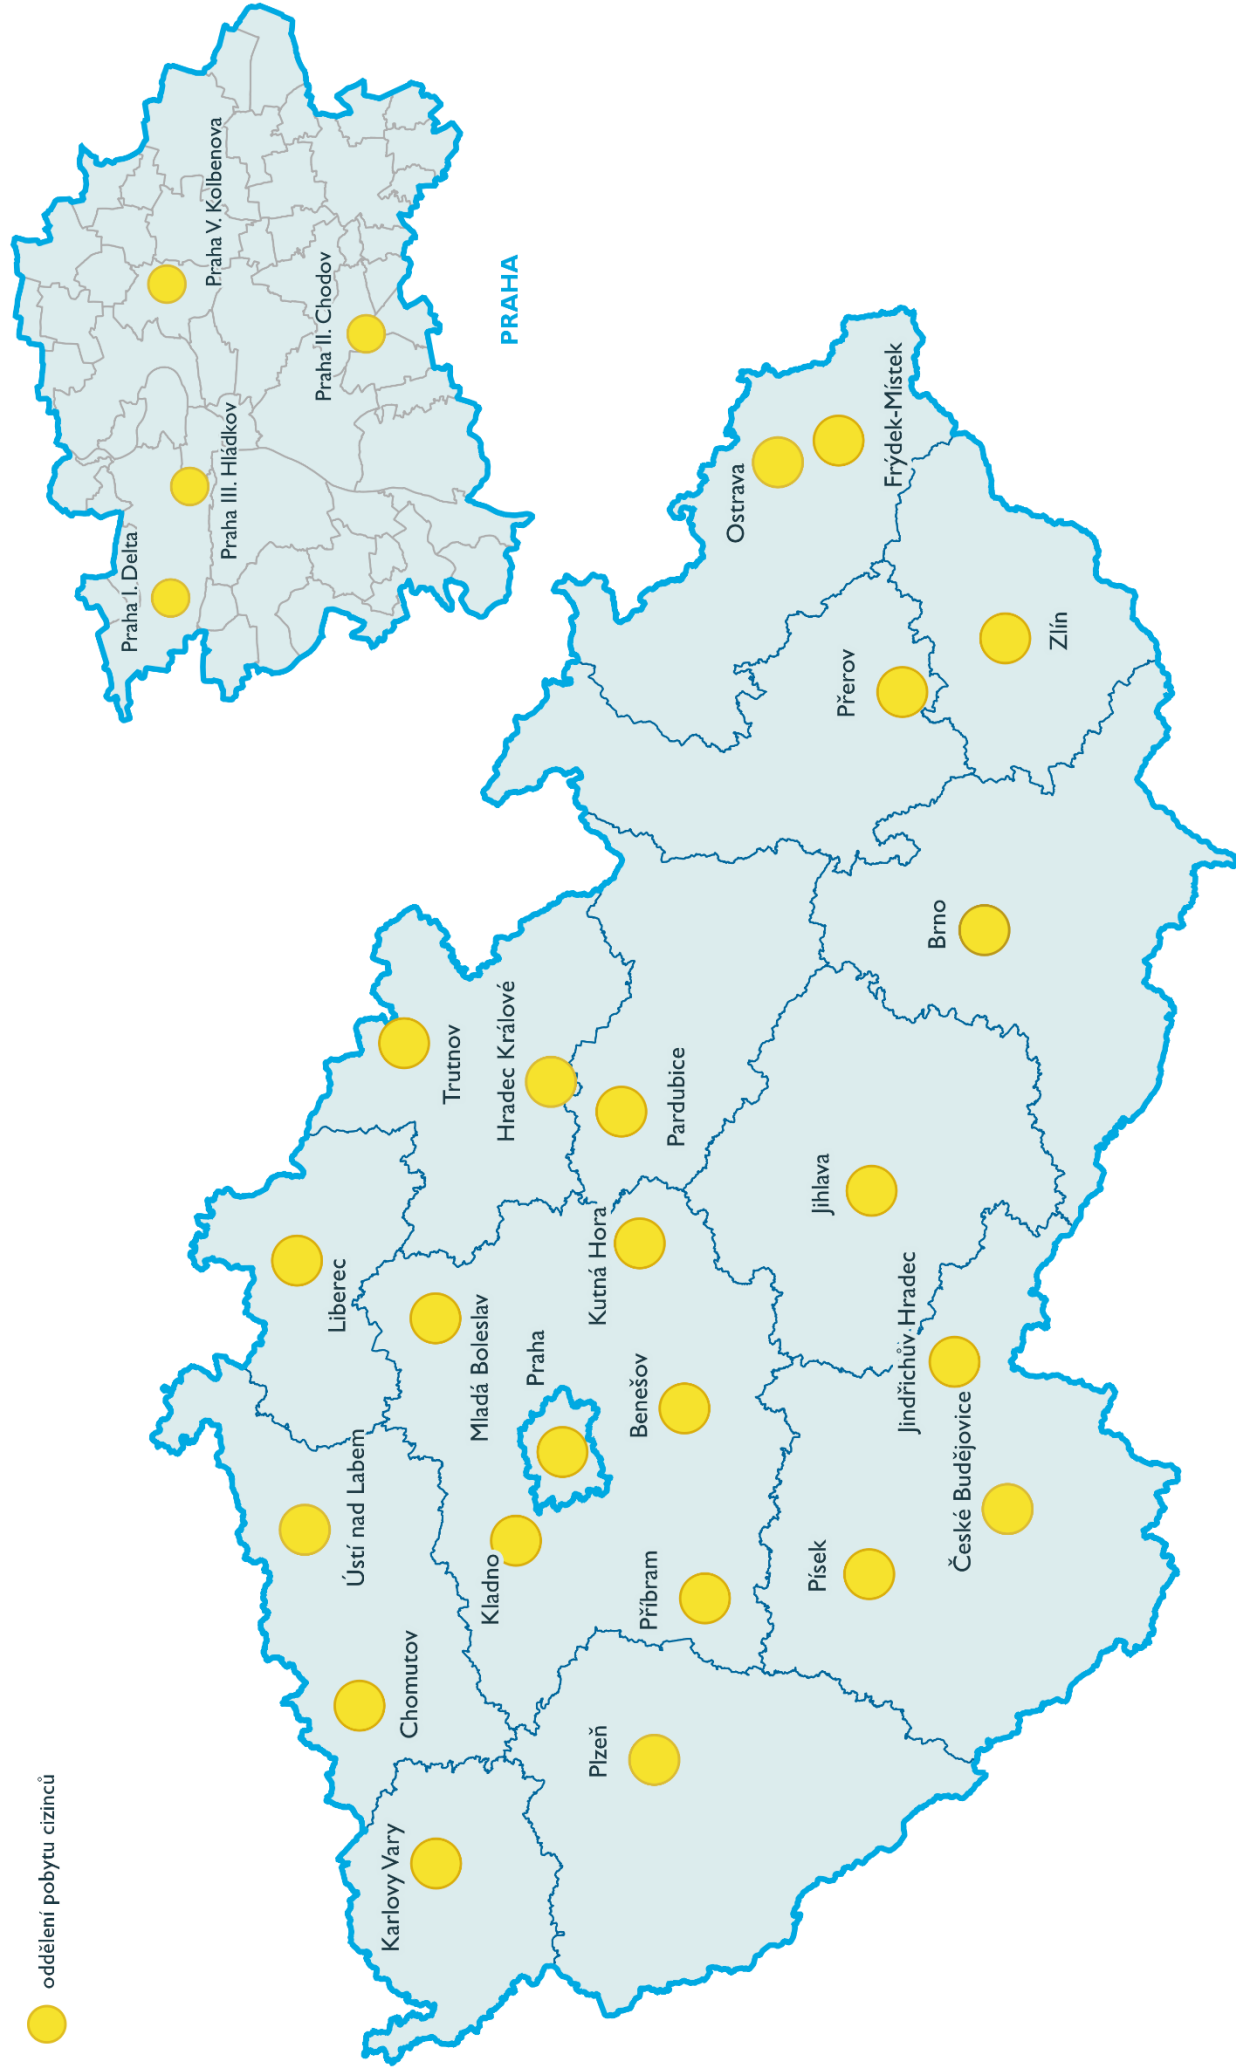 oddělení pobytu cizinců
Praha I. Delta
Praha III. Hládkov
Praha V. Kolbenova
Praha II. Chodov
PRAHA
Karlovy Vary
Chomutov
Ústí nad Labem
Liberec
Trutnov
Hradec Králové
Mladá Boleslav
Kladno
Praha
Kutná Hora
Pardubice
Benešov
Příbram
Plzeň
Písek
České Budějovice
Jindřichův Hradec
Jihlava
Brno
Přerov
Ostrava
Frýdek-Místek
Zlín